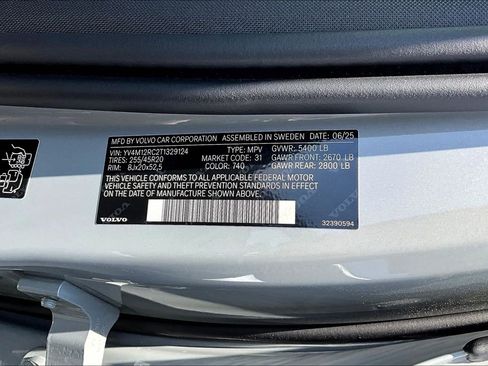 MFD BY VOLVO CAR CORPORATION ASSEMBLED IN SWEDEN DATE: 06/25
VIN: YV4M12RC2T1329124 TYPE: MPV GVWR: 5400 LB
TIRES: 255/45R20 MARKET CODE: 31 GAWR FRONT: 2670 LB
RIM: 8Jx20x52,5 COLOR: 740 GAWR REAR: 2800 LB
THIS VEHICLE CONFORMS TO ALL APPLICABLE FEDERAL MOTOR
VEHICLE SAFETY AND THEFT PREVENTION STANDARDS IN EFFECT
ON THE DATE OF MANUFACTURE SHOWN ABOVE.
VOLVO
32390594